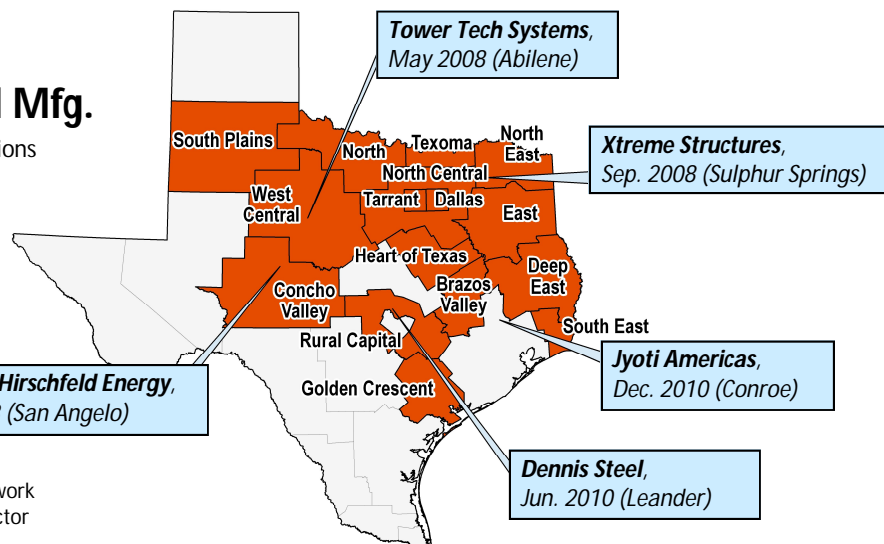 Tower Tech Systems,
May 2008 (Abilene)
Mfg.
ions
South Plains
North
Texoma
North
East
Xtreme Structures,
Sep. 2008 (Sulphur Springs)
North Central
West
Central
Tarrant
Dallas
East
Heart of Texas
Deep
East
Concho
Valley
Brazos
Valley
Rural Capital
South East
Hirschfeld Energy,
(San Angelo)
Golden Crescent
Jyoti Americas,
Dec. 2010 (Conroe)
Dennis Steel,
Jun. 2010 (Leander)
work
ctor